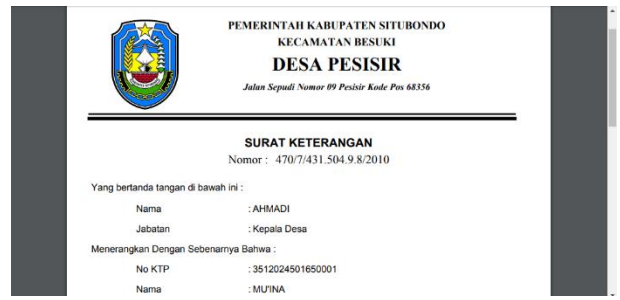 PEMERINTAH KABUPATEN SITUBONDO
KECAMATAN BESUKI
DESA PESISIR
Jalan Sepudi Nomor 09 Pesisir Kode Pos 68356
SURAT KETERANGAN
Nomor : 470/7/431.504.9.8/2010
Yang bertanda tangan di bawah ini :
Nama : AHMADI
Jabatan : Kepala Desa
Menerangkan Dengan Sebenarnya Bahwa :
No KTP : 3512024501650001
Nama : MU'INA